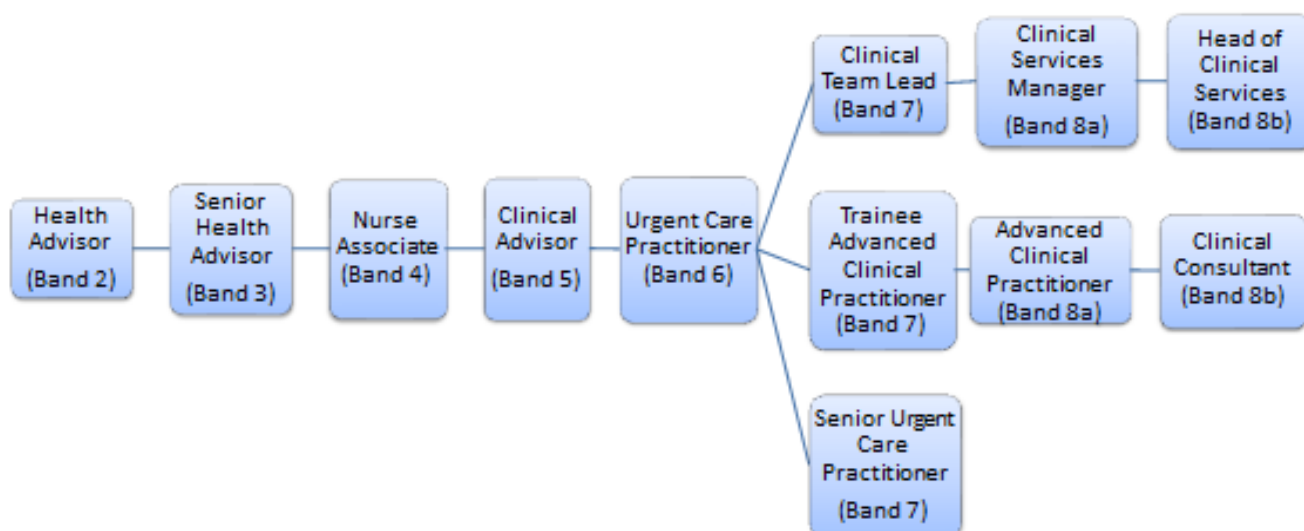 Health
Advisor
(Band 2)
Senior
Health
Advisor
(Band 3)
Nurse
Associate
(Band 4)
Clinical
Advisor
(Band 5)
Urgent Care
Practitioner
(Band 6)
Clinical
Team Lead
(Band 7)
Clinical
Services
Manager
(Band 8a)
Head of
Clinical
Services
(Band 8b)
Trainee
Advanced
Clinical
Practitioner
(Band 7)
Advanced
Clinical
Practitioner
(Band 8a)
Clinical
Consultant
(Band 8b)
Senior Urgent
Care
Practitioner
(Band 7)